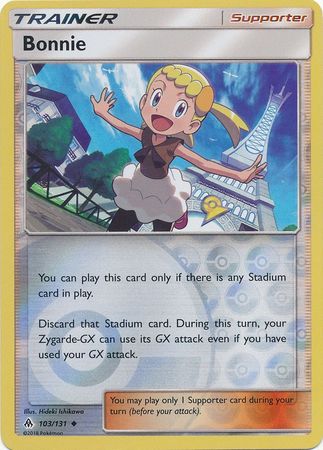 TRAINER Supporter
Bonnie
You can play this card only if there is any Stadium
card in play.
Discard that Stadium card. During this turn, your
Zygarde-GX can use its GX attack even if you have
used your GX attack.
Illus. Hideki Ishikawa
103/131
©2018 Pokémon
You may play only 1 Supporter card during your
turn (before your attack).